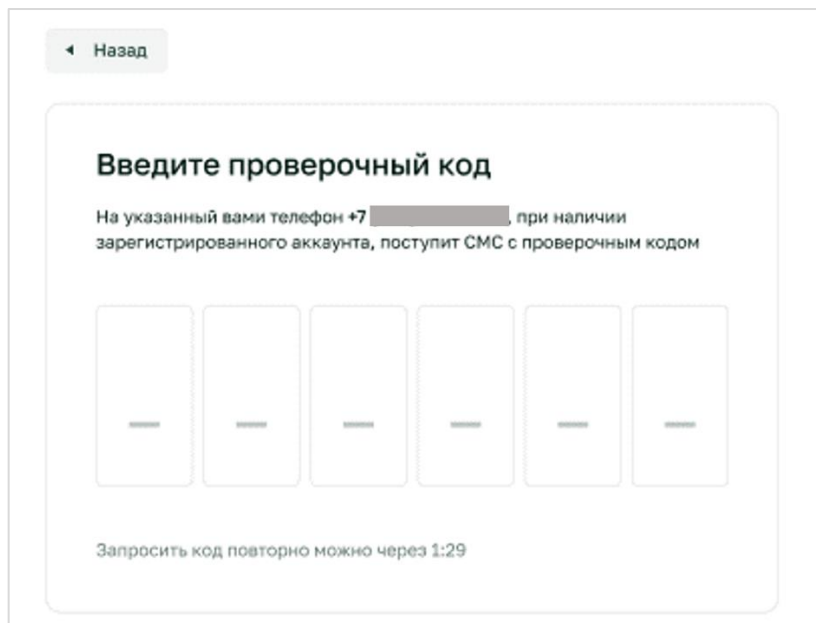 Назад
Введите проверочный код
На указанный вами телефон +7 , при наличии
зарегистрированного аккаунта, поступит СМС с проверочным кодом
Запросить код повторно можно через 1:29